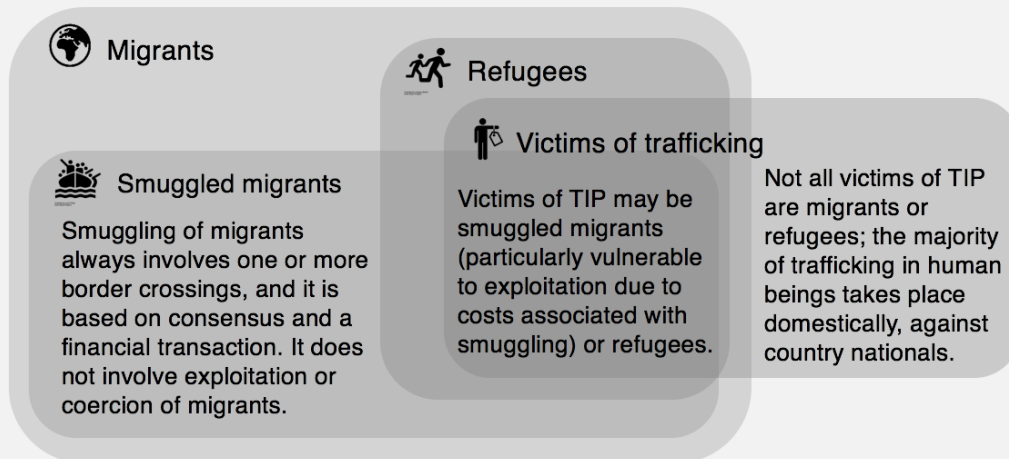 Migrants
Refugees
Victims of trafficking
Smuggled migrants
Smuggling of migrants
always involves one or more
border crossings, and it is
based on consensus and a
financial transaction. It does
not involve exploitation or
coercion of migrants.
Victims of TIP may be
smuggled migrants
(particularly vulnerable
to exploitation due to
costs associated with
smuggling) or refugees.
Not all victims of TIP
are migrants or
refugees; the majority
of trafficking in human
beings takes place
domestically, against
country nationals.